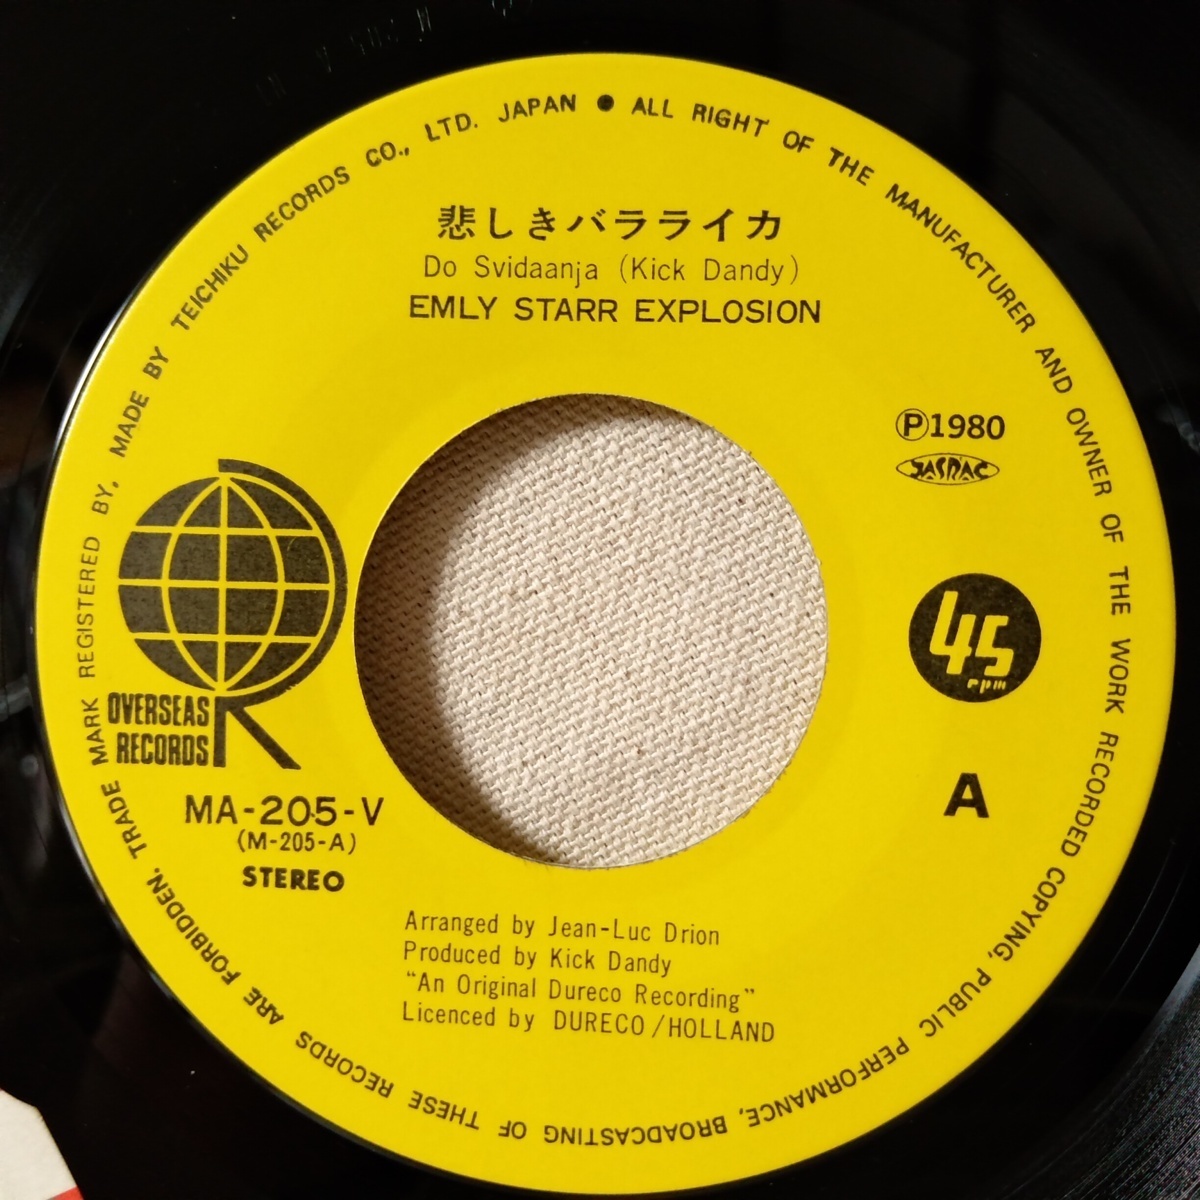 ALL RIGHT OF THE MANUFACTURER AND OWNER OF THE WORK RECORDED COPYING, PUBLIC PERFORMANCE, BROADCASTING OF THESE RECORDS ARE FORBIDDEN, TRADE MARK REGISTERED BY, MADE BY TEICHIKU RECORDS CO., LTD. JAPAN ●
悲しきバラライカ
Do Svidaanja (Kick Dandy)
EMLY STARR EXPLOSION
Ⓟ1980
JASRAC
45
rpm
A
OVERSEAS
RECORDS
R
MA-205-V
(M-205-A)
STEREO
Arranged by Jean-Luc Drion
Produced by Kick Dandy
“An Original Dureco Recording”
Licenced by DURECO/HOLLAND